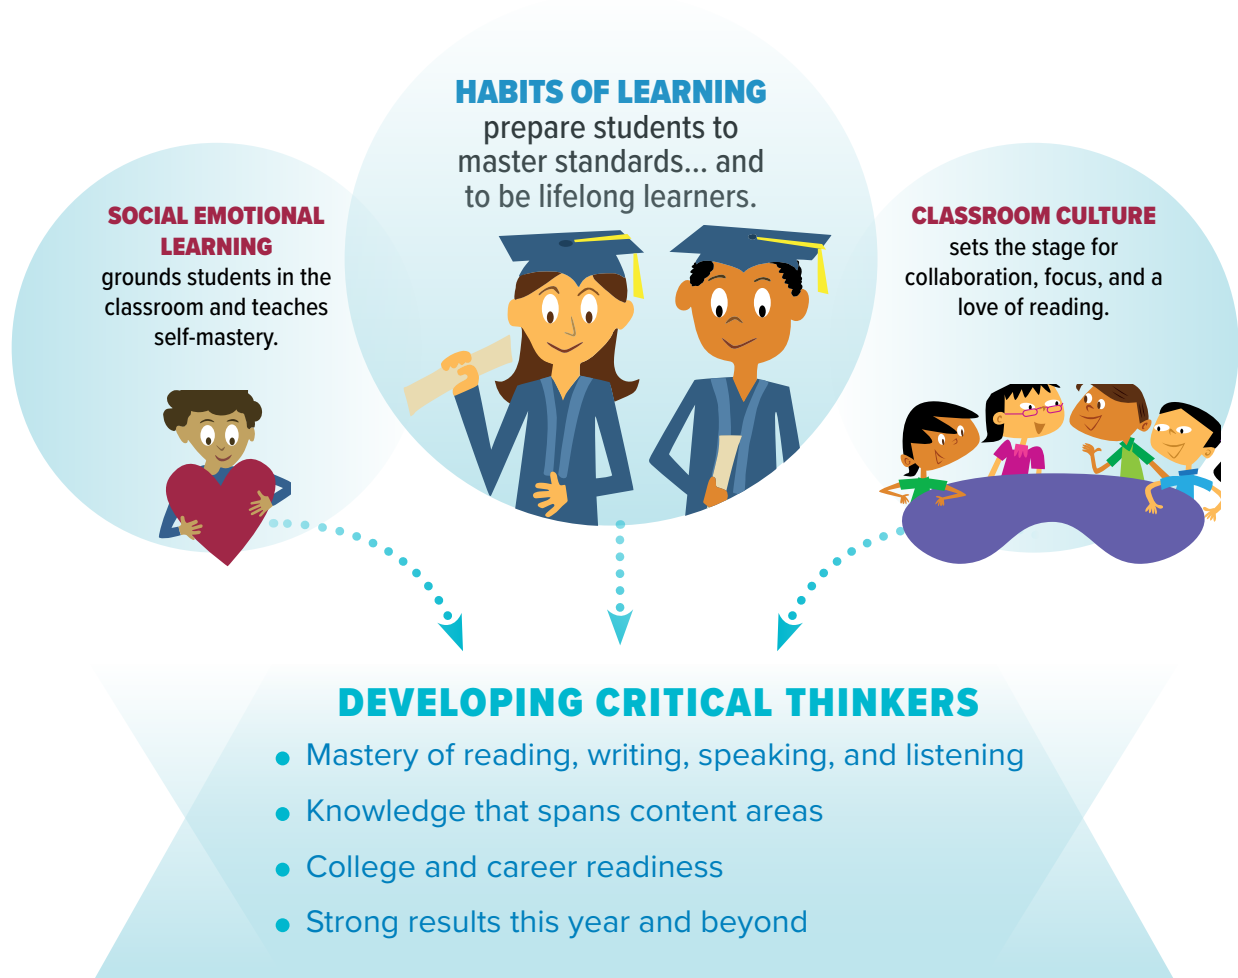 HABITS OF LEARNING
prepare students to
master standards... and
to be lifelong learners.
SOCIAL EMOTIONAL
LEARNING
grounds students in the
classroom and teaches
self-mastery.
CLASSROOM CULTURE
sets the stage for
collaboration, focus, and a
love of reading.
DEVELOPING CRITICAL THINKERS
● Mastery of reading, writing, speaking, and listening
● Knowledge that spans content areas
● College and career readiness
● Strong results this year and beyond